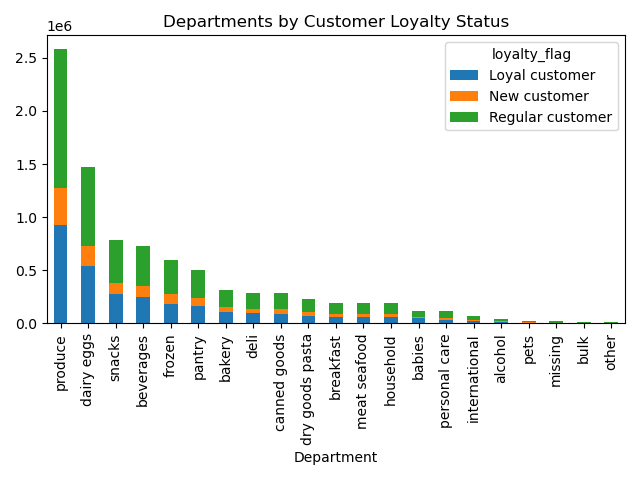 Departments by Customer Loyalty Status
1e6
loyalty_flag
Loyal customer
New customer
Regular customer
2.5
2.0
1.5
1.0
0.5
0.0
produce
dairy eggs
snacks
beverages
frozen
pantry
bakery
deli
canned goods
dry goods pasta
breakfast
meat seafood
household
babies
personal care
international
alcohol
pets
missing
bulk
other
Department